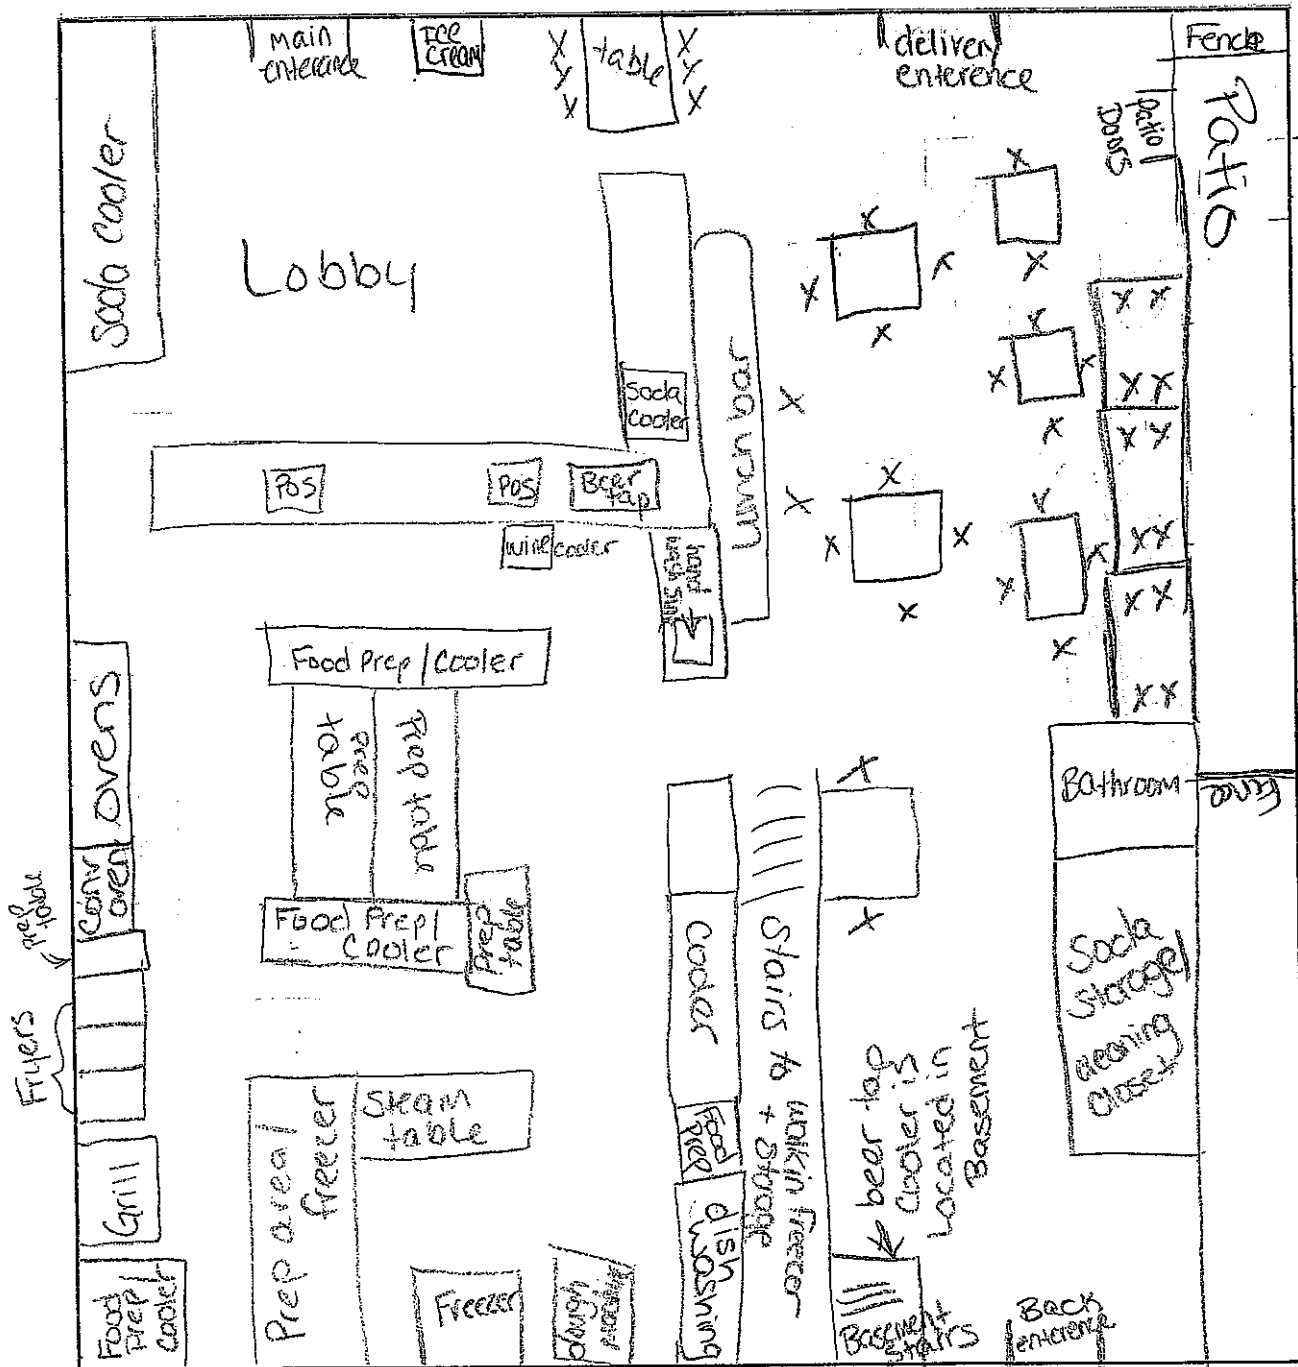 main
enterance
ICE
CREAM
table
delivery
enterence
Fence
Patio
Patio
Doors
Soda Cooler
Lobby
Soda
Cooler
lunch bar
POS
POS
Beer
tap
wine cooler
hand
wash sink
Food Prep / Cooler
prep
table
Prep table
Ovens
Conv
oven
prep
table
Fryers
Grill
Food
prep/
Cooler
Food Prep/
Cooler
Prep
table
Prep area/
freezer
Steam
table
Freezer
dough
Cooler
Food
prep
dish
washing
Stairs to walkin freezer
+ storage
beer tap
Cooler is
Located in
Basement
Basement
stairs
Back
enterence
Bathroom
Fence
Soda
Storage/
cleaning
Closet